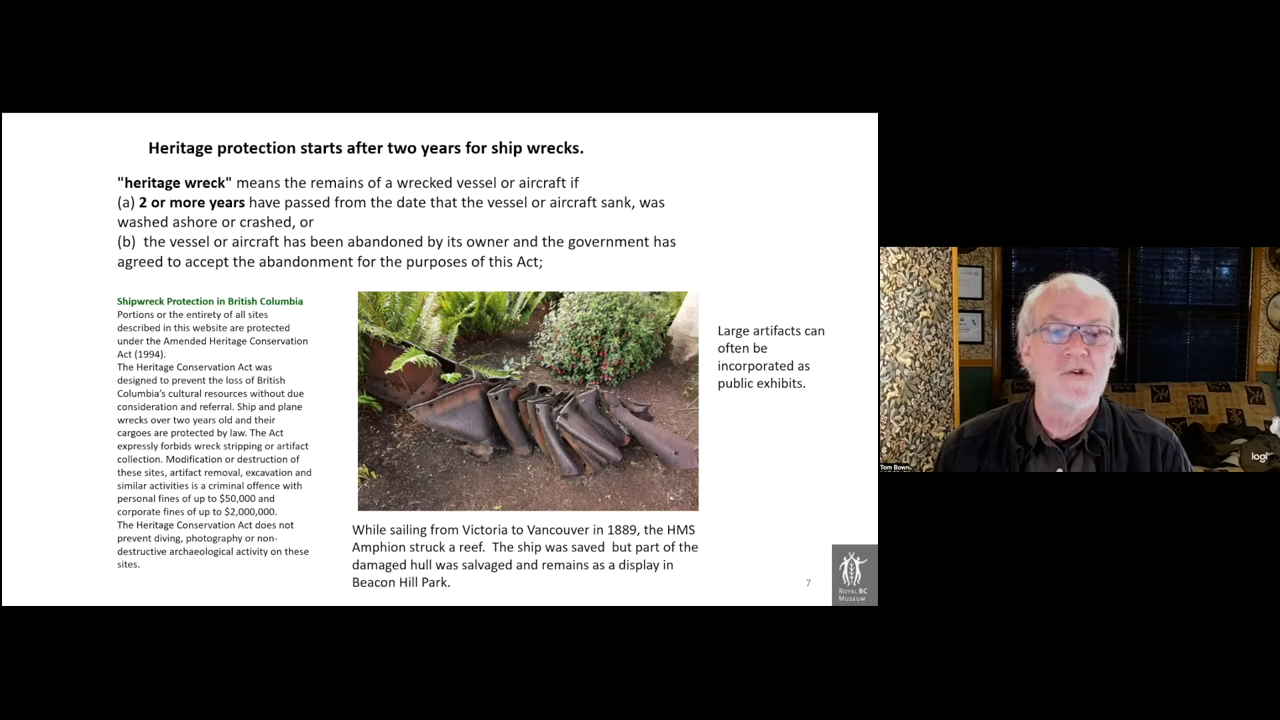 Heritage protection starts after two years for ship wrecks.
"heritage wreck" means the remains of a wrecked vessel or aircraft if
(a) 2 or more years have passed from the date that the vessel or aircraft sank, was
washed ashore or crashed, or
(b) the vessel or aircraft has been abandoned by its owner and the government has
agreed to accept the abandonment for the purposes of this Act;
Shipwreck Protection in British Columbia
Portions or the entirety of all sites
described in this website are protected
under the Amended Heritage Conservation
Act (1994).
The Heritage Conservation Act was
designed to prevent the loss of British
Columbia's cultural resources without due
consideration and referral. Ship and plane
wrecks over two years old and their
cargoes are protected by law. The Act
expressly forbids wreck stripping or artifact
collection. Modification or destruction of
these sites, artifact removal, excavation and
similar activities is a criminal offence with
personal fines of up to $50,000 and
corporate fines of up to $2,000,000.
The Heritage Conservation Act does not
prevent diving, photography or non-
destructive archaeological activity on these
sites.
Large artifacts can
often be
incorporated as
public exhibits.
While sailing from Victoria to Vancouver in 1889, the HMS
Amphion struck a reef. The ship was saved but part of the
damaged hull was salvaged and remains as a display in
Beacon Hill Park.
7
ROYAL BC
MUSEUM
Tom Bown
logi